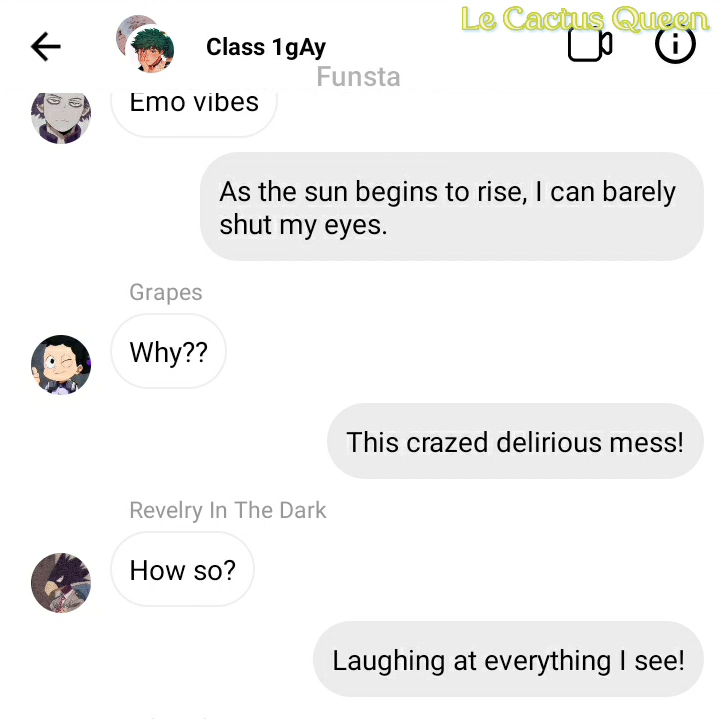 Le Cactus Queen
Class 1gAy
Funsta
Emo vibes
As the sun begins to rise, I can barely
shut my eyes.
Grapes
Why??
This crazed delirious mess!
Revelry In The Dark
How so?
Laughing at everything I see!